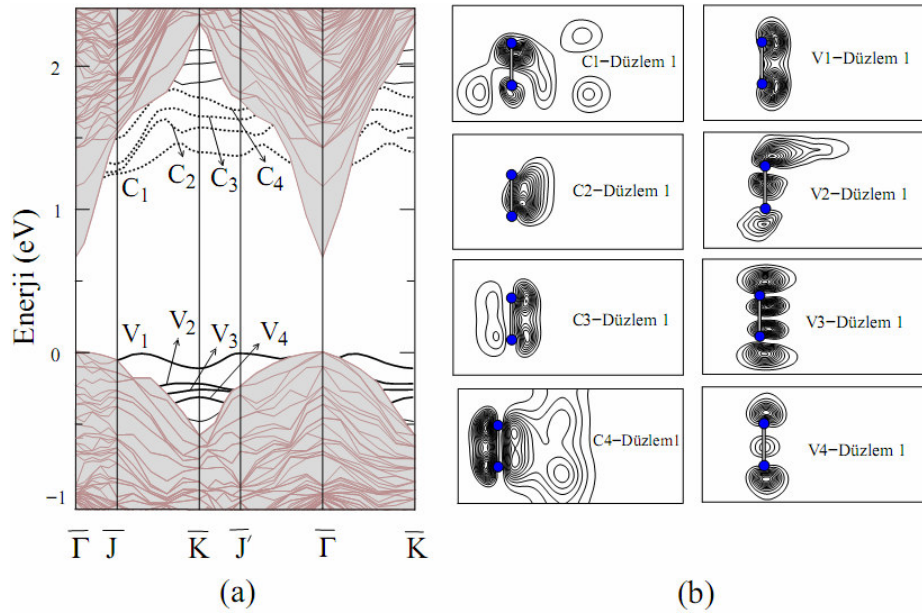 Enerji (eV)
2
1
0
−1
C₁
C₂
C₃
C₄
V₁
V₂
V₃
V₄
Γ̅ J̅ K̅ J̅′ Γ̅ K̅
(a)
C1−Düzlem 1
V1−Düzlem 1
C2−Düzlem 1
V2−Düzlem 1
C3−Düzlem 1
V3−Düzlem 1
C4−Düzlem1
V4−Düzlem 1
(b)